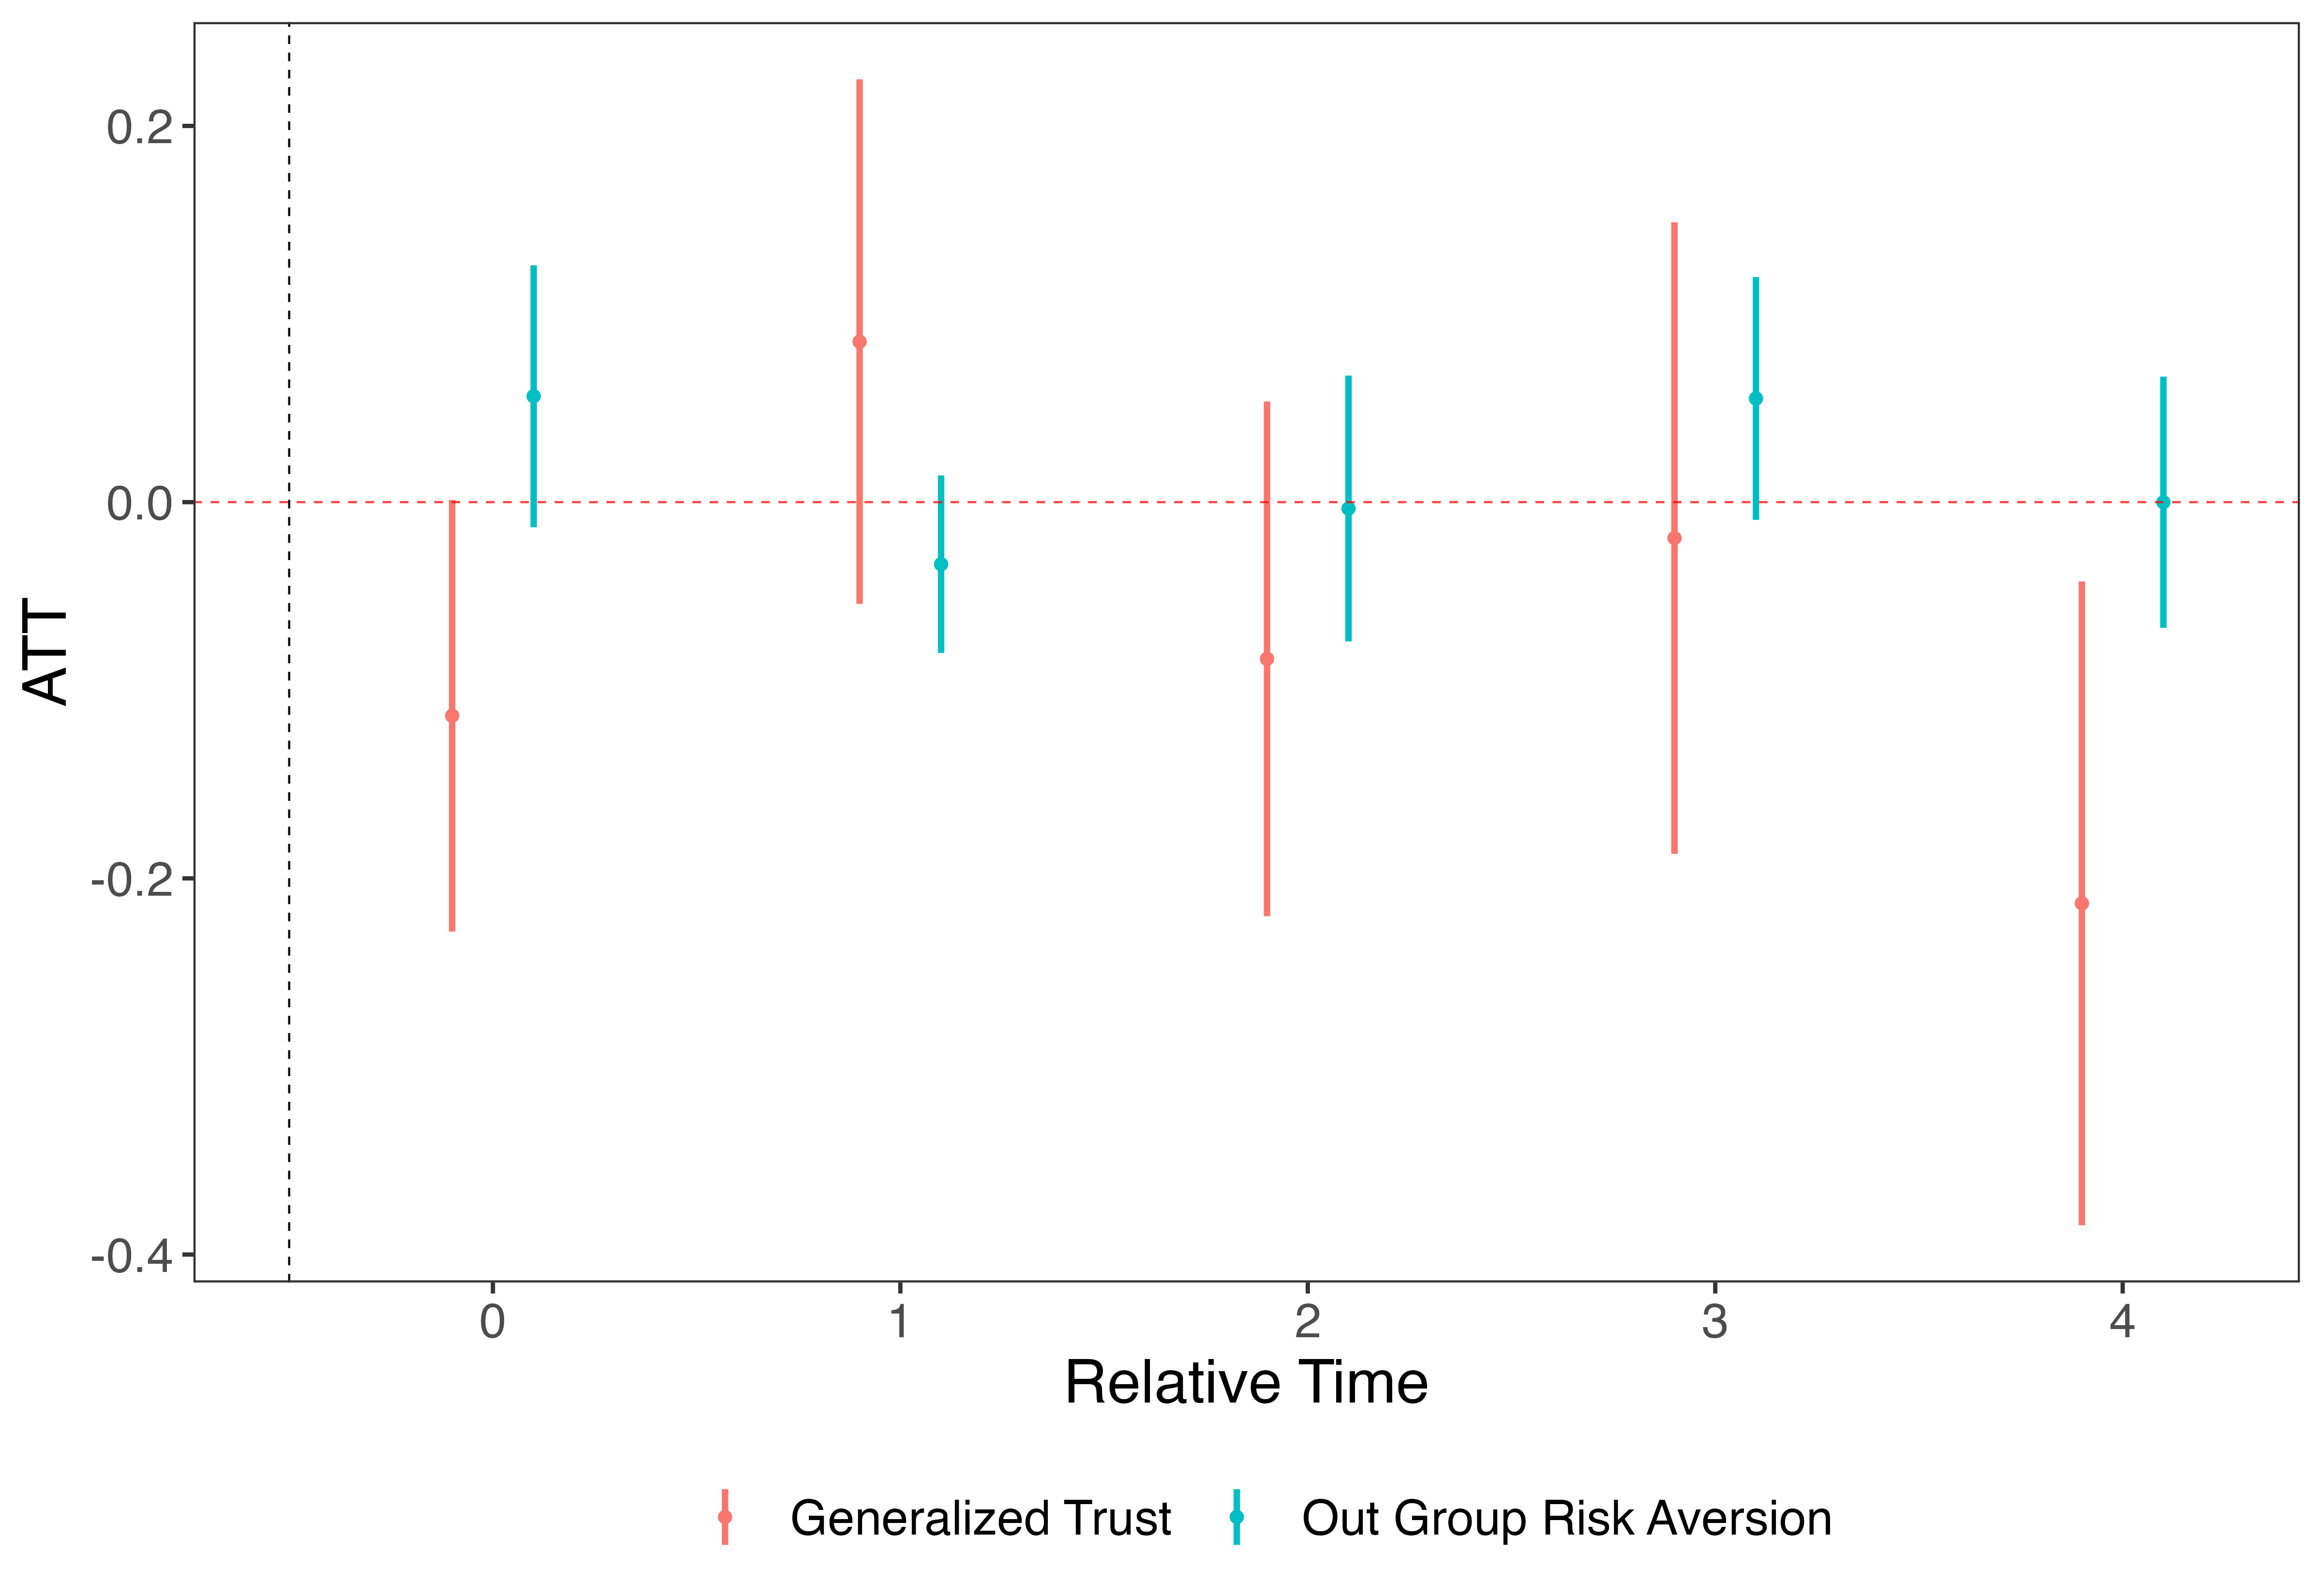 0.2
0.0
-0.2
-0.4
ATT
0 1 2 3 4
Relative Time
Generalized Trust Out Group Risk Aversion